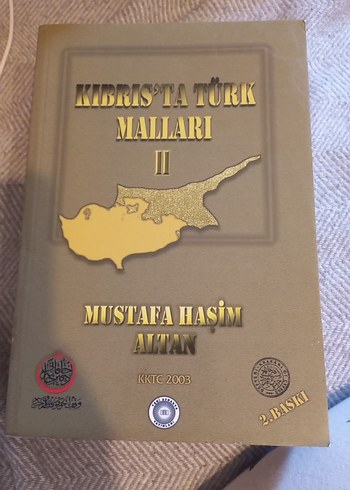 KIBRIS'TA TÜRK
MALLARI
II
MUSTAFA HAŞİM
ALTAN
KKTC 2003
2.BASKI